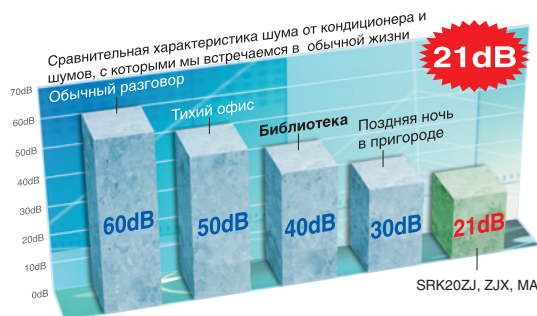 Сравнительная характеристика шума от кондиционера и
шумов, с которыми мы встречаемся в обычной жизни
21dB
70dB
60dB
50dB
40dB
30dB
20dB
10dB
0dB
Обычный разговор
Тихий офис
Библиотека
Поздняя ночь
в пригороде
60dB
50dB
40dB
30dB
21dB
SRK20ZJ, ZJX, MA